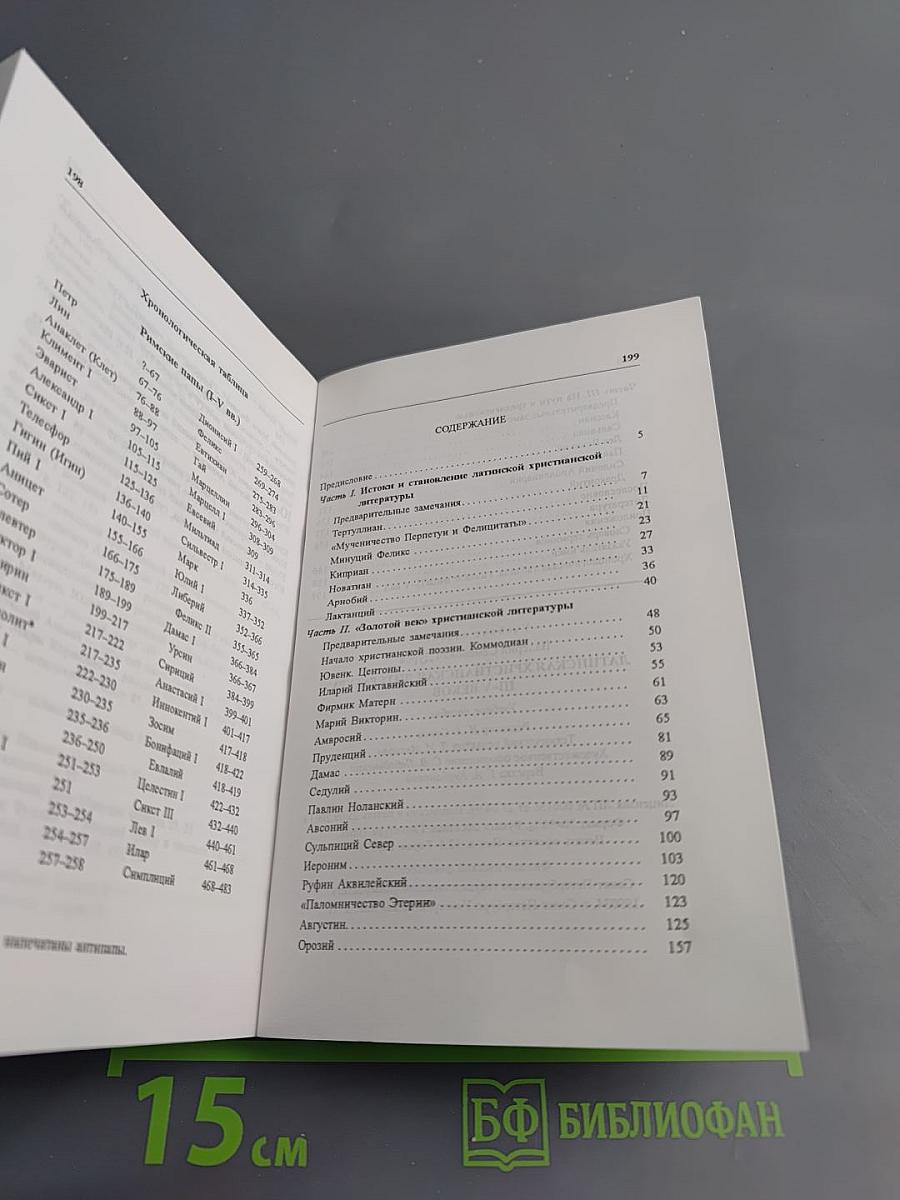 198
Хронологическая таблица
Римские папы (I–V вв.)
Петр ?–67
Лин 67–76
Анаклет (Клет) 76–88
Климент I 88–97
Эварист 97–105
Александр I 105–115
Сикст I 115–125
Телесфор 125–136
Гигин (Игин) 136–140
Пий I 140–155
Аницет 155–166
Сотер 166–175
175–189
189–199
199–217
217–222
217–235
222–230
230–235
235–236
236–250
251–253
251
253–254
254–257
257–258
Дионисий I 259–268
Феликс 269–274
Евтихиан 275–283
Гай 283–296
Марцеллин 296–304
Марцелл I 308–309
Евсевий 309
Мильтиад 311–314
Сильвестр I 314–335
Марк 336
Юлий I 337–352
Либерий 352–366
Феликс II 355–365
Дамас I 366–384
Урсин 366–367
Сириций 384–399
Анастасий I 399–401
Иннокентий I 401–417
Зосим 417–418
Бонифаций I 418–422
Евлалий 418–419
Целестин I 422–432
Сикст III 432–440
Лев I 440–461
Илар 461–468
Симплиций 468–483
напечатаны антипапы.
199
СОДЕРЖАНИЕ
Предисловие 5
Часть I. Истоки и становление латинской христианской
литературы
Предварительные замечания 7
Тертуллиан 11
«Мученичество Перпетуи и Фелицитаты» 21
Минуций Феликс 23
Киприан 27
Новатиан 33
Арнобий 36
Лактанций 40
Часть II. «Золотой век» христианской литературы
Предварительные замечания 48
Начало христианской поэзии. Коммодиан 50
Ювенк. Центоны 53
Иларий Пиктавийский 55
Фирмик Матерн 61
Марий Викторин 63
Амвросий 65
Пруденций 81
Дамас 89
Седулий 91
Павлин Ноланский 93
Авсоний 97
Сульпиций Север 100
Иероним 103
Руфин Аквилейский 120
«Паломничество Этерии» 123
Августин 125
Орозий 157
15 см
БФ БИБЛИОФАН